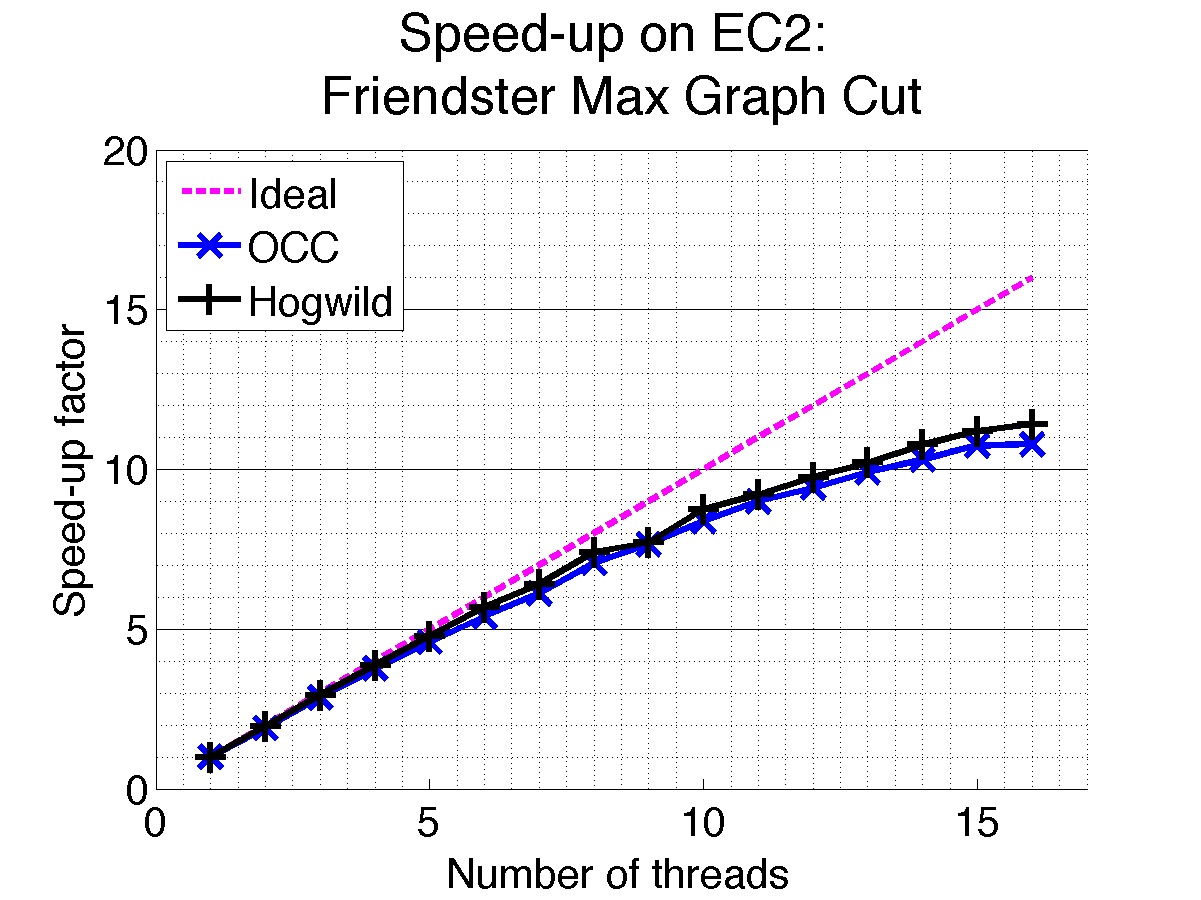 Speed-up on EC2:
Friendster Max Graph Cut
20
15
10
5
0
Ideal
OCC
Hogwild
Speed-up factor
0 5 10 15
Number of threads